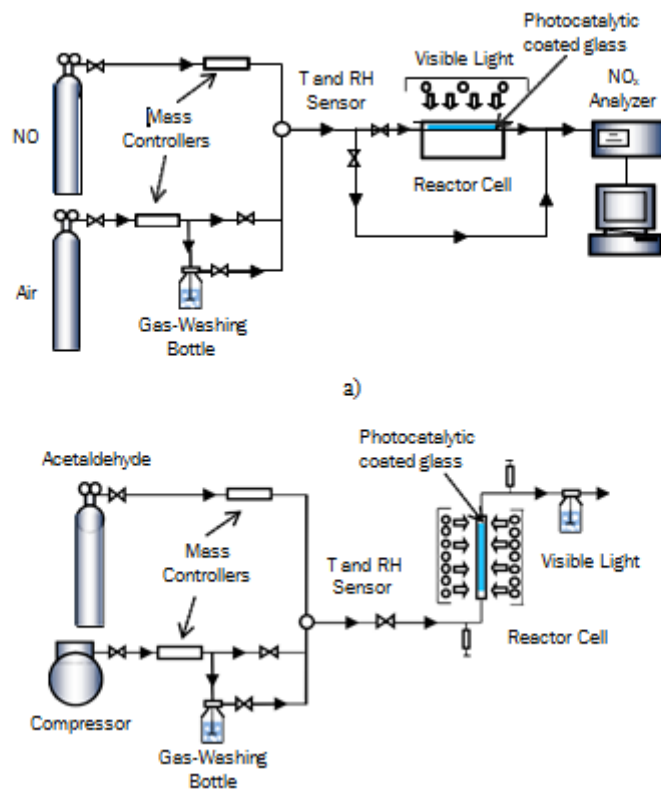 Photocatalytic
coated glass
Visible Light
T and RH
Sensor
NOx
Analyzer
NO
Mass
Controllers
Reactor Cell
Air
Gas-Washing
Bottle
a)
Photocatalytic
coated glass
Acetaldehyde
Mass
Controllers
T and RH
Sensor
Visible Light
Reactor Cell
Compressor
Gas-Washing
Bottle